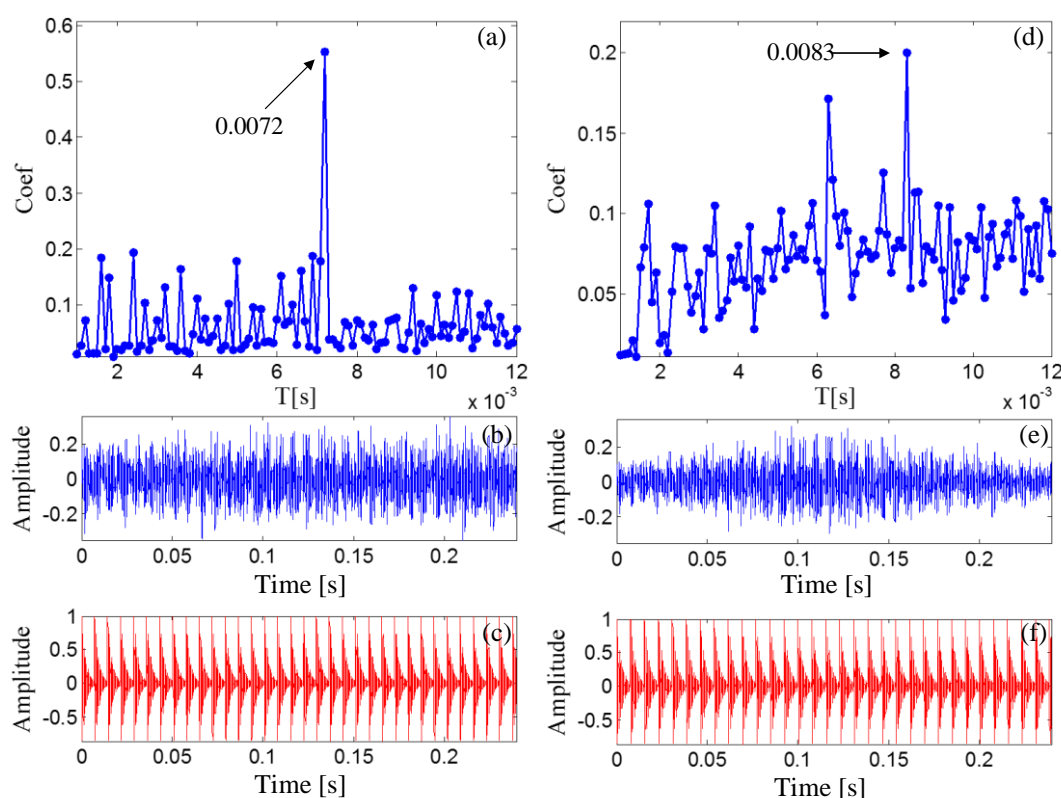 (a)
0.6
0.5
0.4
0.3
0.2
0.1
Coef
0.0072
2 4 6 8 10 12
T[s]
x 10⁻³
(d)
0.2
0.15
0.1
0.05
Coef
0.0083
2 4 6 8 10 12
T[s]
x 10⁻³
(b)
0.2
0
-0.2
Amplitude
0 0.05 0.1 0.15 0.2
Time [s]
(e)
0.2
0
-0.2
Amplitude
0 0.05 0.1 0.15 0.2
Time [s]
(c)
1
0.5
0
-0.5
Amplitude
0 0.05 0.1 0.15 0.2
Time [s]
(f)
1
0.5
0
-0.5
Amplitude
0 0.05 0.1 0.15 0.2
Time [s]